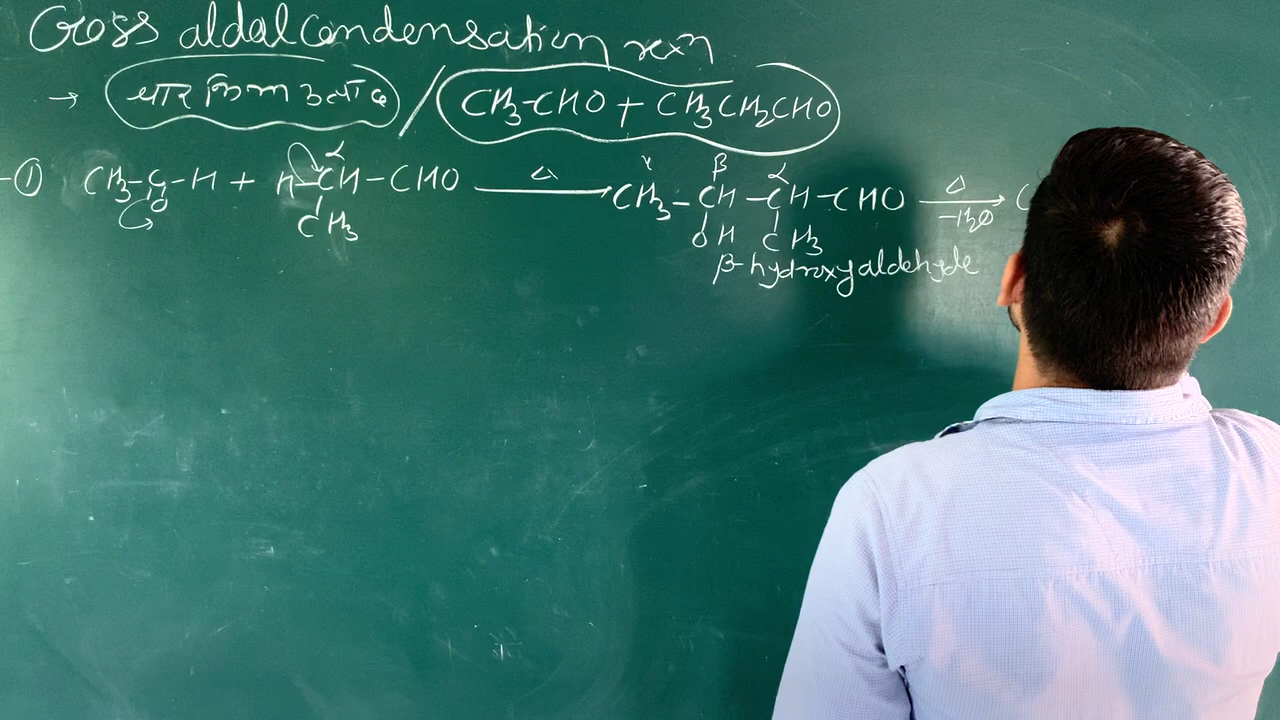 Cross aldal Condensation rexn
→ चार भिन्न उत्पाद / CH3-CHO + CH3CH2CHO
-① CH3-C-H + H-CH-CHO —Δ→ CH3-CH-CH-CHO —Δ→ C
O α γ β α -H2O
CH3 OH CH3
β-hydroxyaldehyde